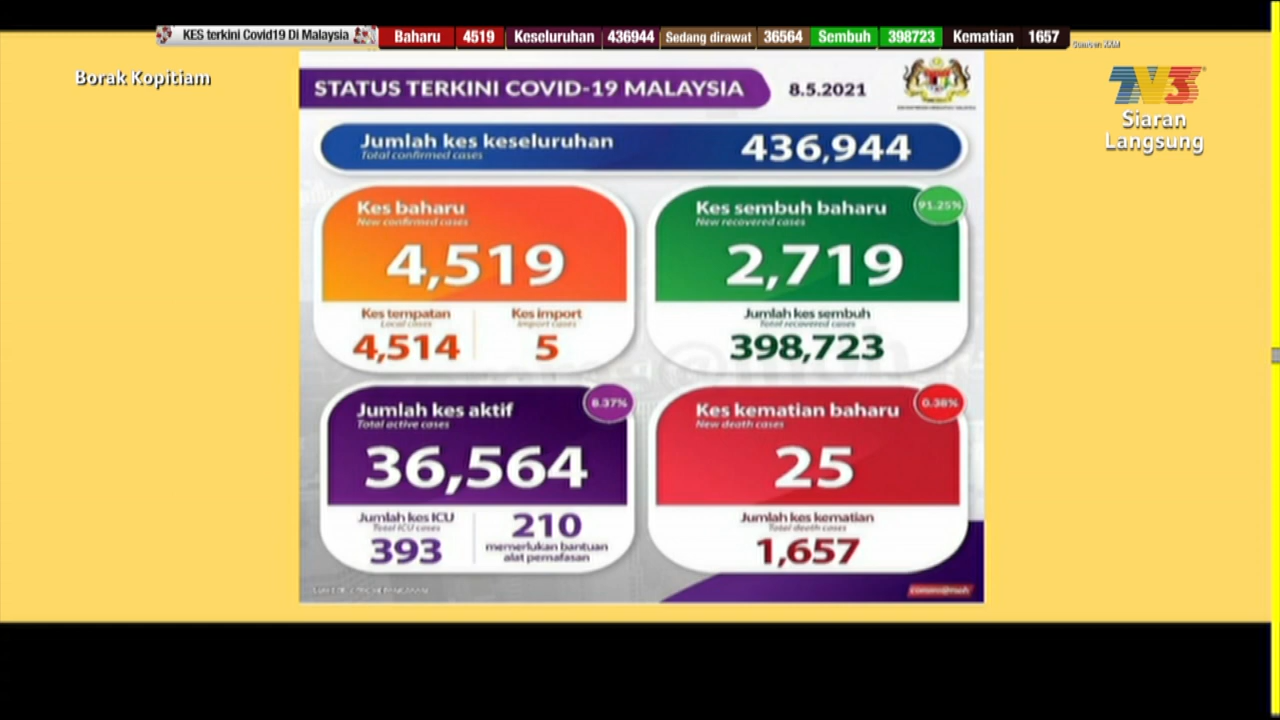 KES terkini Covid19 Di Malaysia Baharu 4519 Keseluruhan 436944 Sedang dirawat 36564 Sembuh 398723 Kematian 1657
Sumber: KKM
Borak Kopitiam
TV3
Siaran
Langsung
STATUS TERKINI COVID-19 MALAYSIA 8.5.2021
Jumlah kes keseluruhan
Total confirmed cases
436,944
Kes baharu
New confirmed cases
4,519
Kes tempatan
Local cases
4,514
Kes import
Import cases
5
Kes sembuh baharu
New recovered cases
91.25%
2,719
Jumlah kes sembuh
Total recovered cases
398,723
Jumlah kes aktif
Total active cases
8.37%
36,564
Jumlah kes ICU
Total ICU cases
393
210
memerlukan bantuan
alat pernafasan
Kes kematian baharu
New death cases
0.38%
25
Jumlah kes kematian
Total death cases
1,657